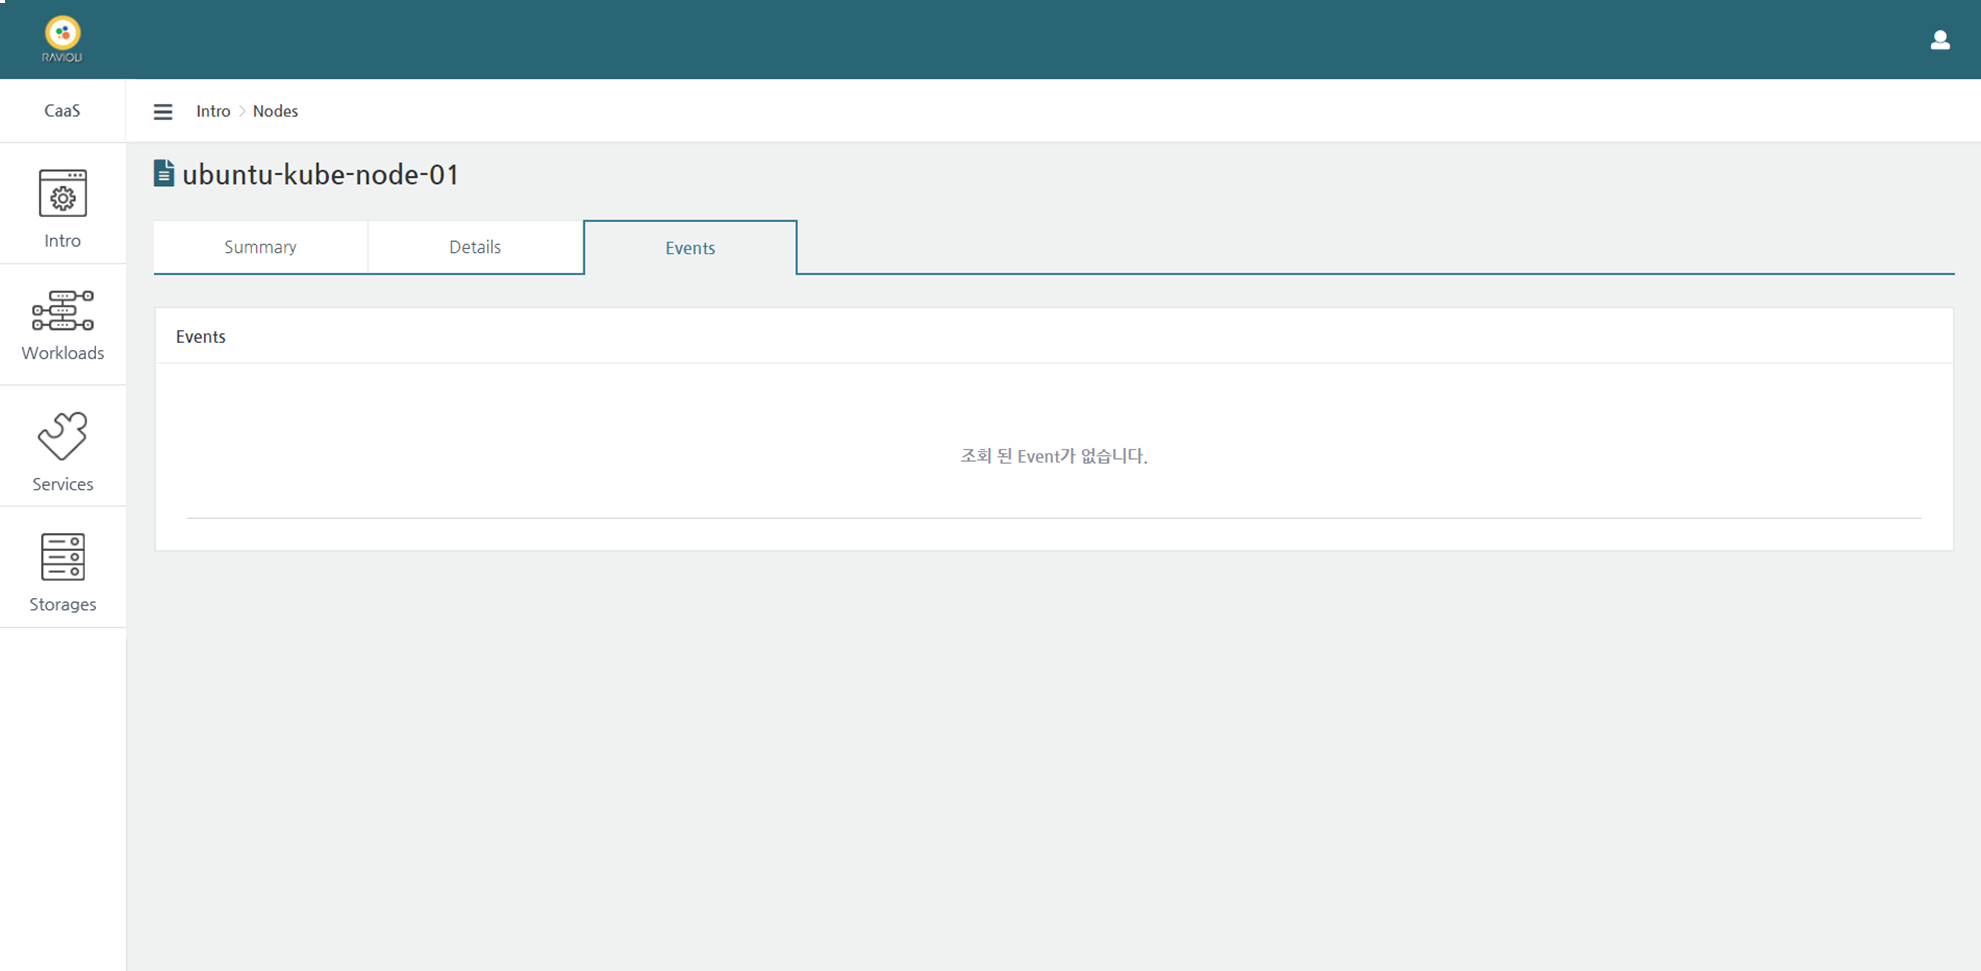 RAVIOLI
CaaS
Intro > Nodes
ubuntu-kube-node-01
Intro
Workloads
Services
Storages
Summary
Details
Events
Events
조회 된 Event가 없습니다.